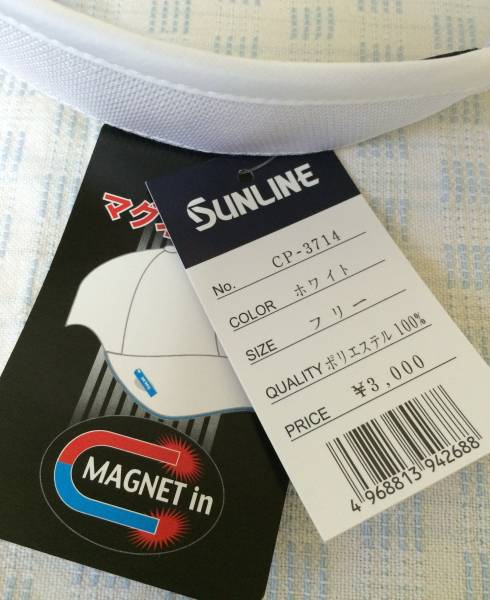 マグ
SUNLINE
No. CP-3714
COLOR ホワイト
SIZE フリー
QUALITY ポリエステル100%
PRICE ¥3,000
4 968813 942688
MAGNET in